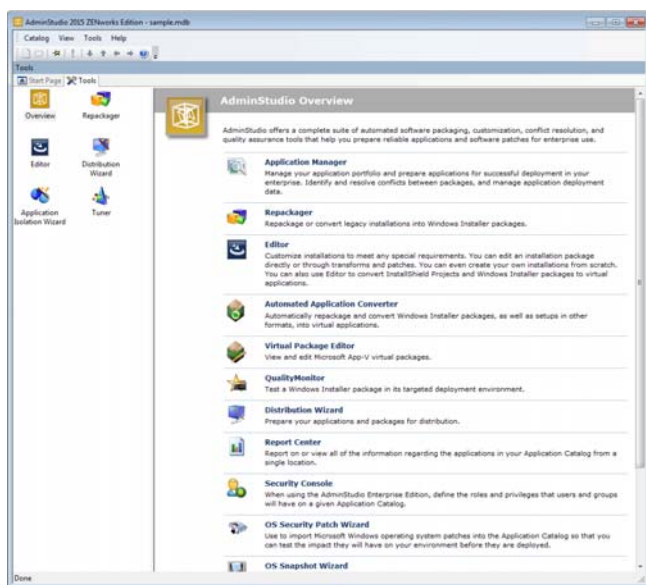 AdminStudio 2015 ZENworks Edition - sample.mdb
Catalog View Tools Help
Tools
Start Page Tools
Overview
Repackager
Editor
Distribution
Wizard
Application
Isolation Wizard
Tuner
AdminStudio Overview
AdminStudio offers a complete suite of automated software packaging, customization, conflict resolution, and
quality assurance tools that help you prepare reliable applications and software patches for enterprise use.
Application Manager
Manage your application portfolio and prepare applications for successful deployment in your
enterprise. Identify and resolve conflicts between packages, and manage application deployment
data.
Repackager
Repackage or convert legacy installations into Windows Installer packages.
Editor
Customize installations to meet any special requirements. You can edit an installation package
directly or through transforms and patches. You can even create your own installations from scratch.
You can also use Editor to convert InstallShield Projects and Windows Installer packages to virtual
applications.
Automated Application Converter
Automatically repackage and convert Windows Installer packages, as well as setups in other
formats, into virtual applications.
Virtual Package Editor
View and edit Microsoft App-V virtual packages.
QualityMonitor
Test a Windows Installer package in its targeted deployment environment.
Distribution Wizard
Prepare your applications and packages for distribution.
Report Center
Report on or view all of the information regarding the applications in your Application Catalog from a
single location.
Security Console
When using the AdminStudio Enterprise Edition, define the roles and privileges that users and groups
will have on a given Application Catalog.
OS Security Patch Wizard
Use to import Microsoft Windows operating system patches into the Application Catalog so that you
can test the impact they will have on your environment before they are deployed.
OS Snapshot Wizard
Done